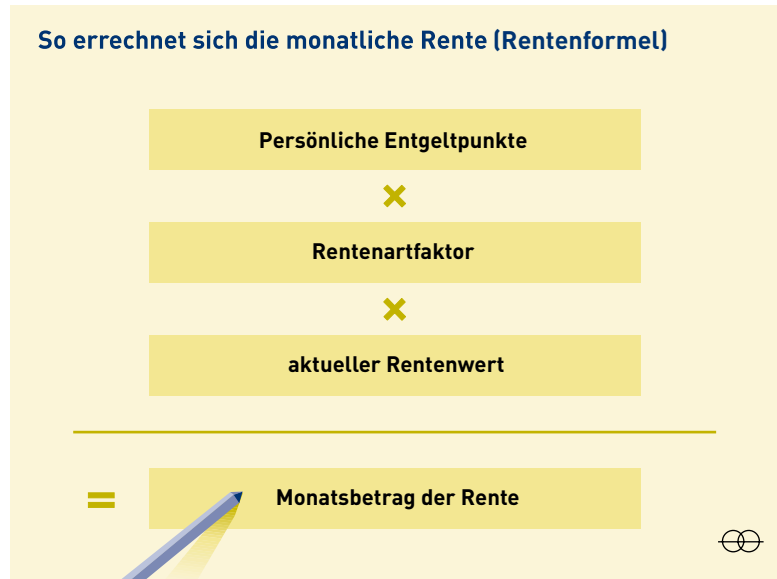 So errechnet sich die monatliche Rente (Rentenformel)
Persönliche Entgeltpunkte
×
Rentenartfaktor
×
aktueller Rentenwert
= Monatsbetrag der Rente